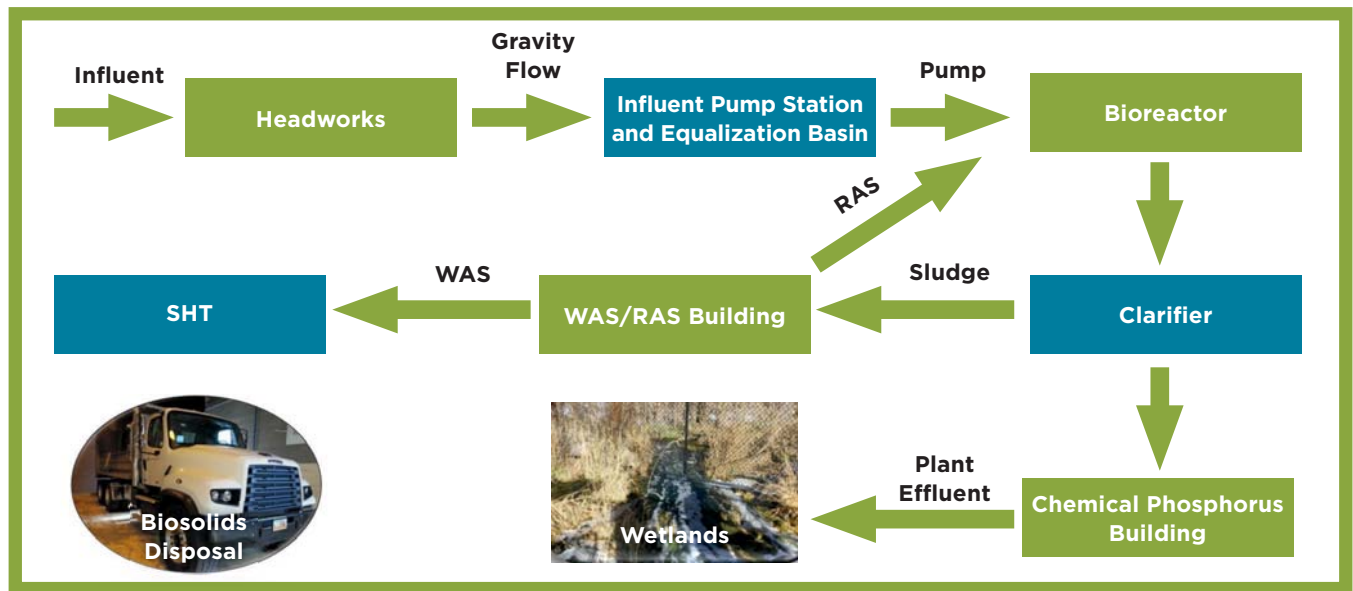 Influent
Headworks
Gravity
Flow
Influent Pump Station
and Equalization Basin
Pump
Bioreactor
RAS
SHT
WAS
WAS/RAS Building
Sludge
Clarifier
Biosolids
Disposal
Wetlands
Plant
Effluent
Chemical Phosphorus
Building